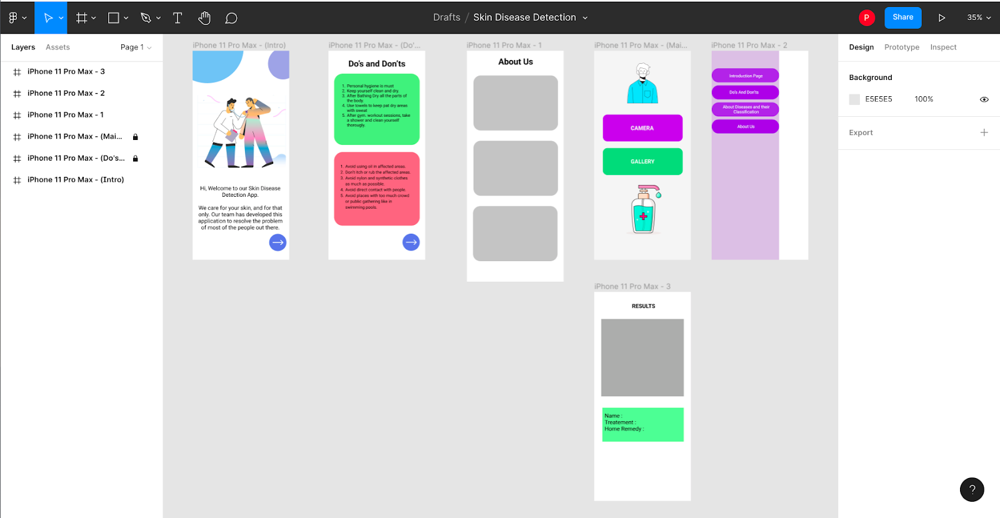 Drafts / Skin Disease Detection
P
Share
35%
Layers
Assets
Page 1
iPhone 11 Pro Max - 3
iPhone 11 Pro Max - 2
iPhone 11 Pro Max - 1
iPhone 11 Pro Max - (Mai...
iPhone 11 Pro Max - (Do's...
iPhone 11 Pro Max - (Intro)
iPhone 11 Pro Max - (Intro)
Hi, Welcome to our Skin Disease
Detection App.
We care for your skin, and for that
only. Our team has developed this
application to resolve the problem
of most of the people out there.
iPhone 11 Pro Max - (Do'...
Do's and Don'ts
1. Personal hygiene is must
2. Keep yourself clean and dry.
3. After Bathing Dry all the parts of
the body.
4. Use towels to keep pat dry areas
with sweat
5. After gym, workout sessions, take
a shower and clean yourself
thorougly.
1. Avoid using oil in affected areas.
2. Don't itch or rub the affected areas.
3. Avoid nylon and synthetic clothes
as much as possible.
4. Avoid direct contact with people.
5. Avoid places with too much crowd
or public gathering like in
swimming pools.
iPhone 11 Pro Max - 1
About Us
iPhone 11 Pro Max - (Mai...
CAMERA
GALLERY
iPhone 11 Pro Max - 2
Introduction Page
Do's And Don'ts
About Diseases and their
Classification
About Us
iPhone 11 Pro Max - 3
RESULTS
Name :
Treatement :
Home Remedy :
Design
Prototype
Inspect
Background
E5E5E5
100%
Export
?